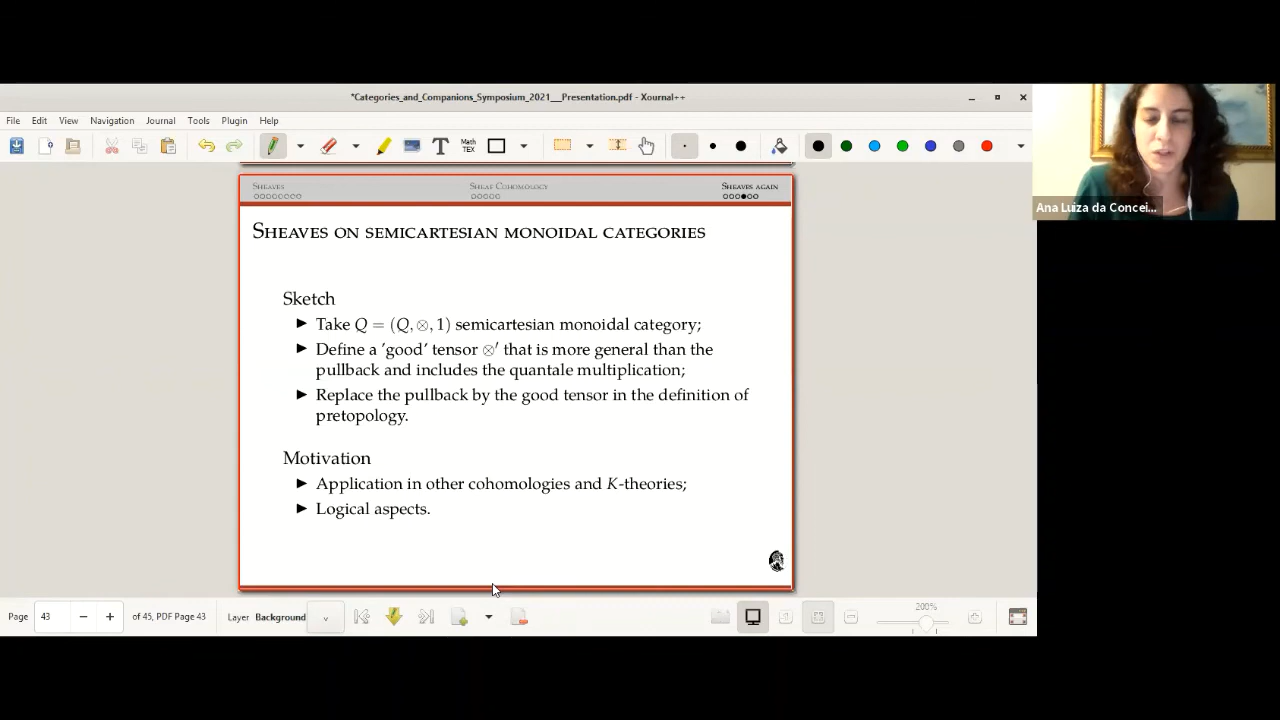 *Categories_and_Companions_Symposium_2021__Presentation.pdf - Xournal++
File Edit View Navigation Journal Tools Plugin Help
T Math TEX
Sheaves Sheaf Cohomology Sheaves again
Sheaves on semicartesian monoidal categories
Sketch
► Take Q = (Q, ⊗, 1) semicartesian monoidal category;
► Define a 'good' tensor ⊗′ that is more general than the
pullback and includes the quantale multiplication;
► Replace the pullback by the good tensor in the definition of
pretopology.
Motivation
► Application in other cohomologies and K-theories;
► Logical aspects.
Page 43 of 45, PDF Page 43 Layer Background 200%
Ana Luiza da Concei...